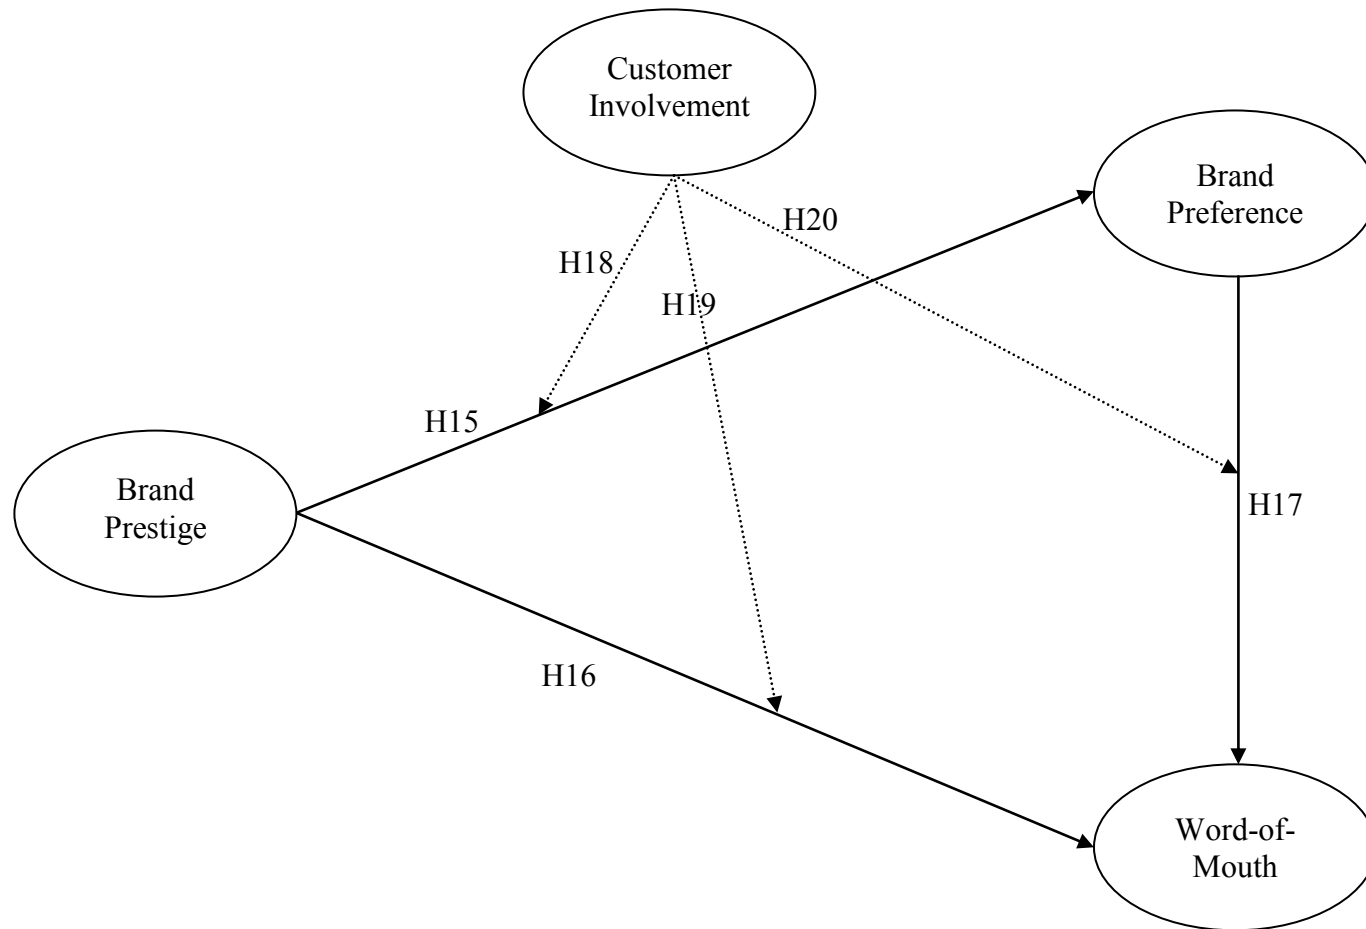 Customer
Involvement
Brand
Preference
H20
H18
H19
H15
Brand
Prestige
H17
H16
Word-of-
Mouth